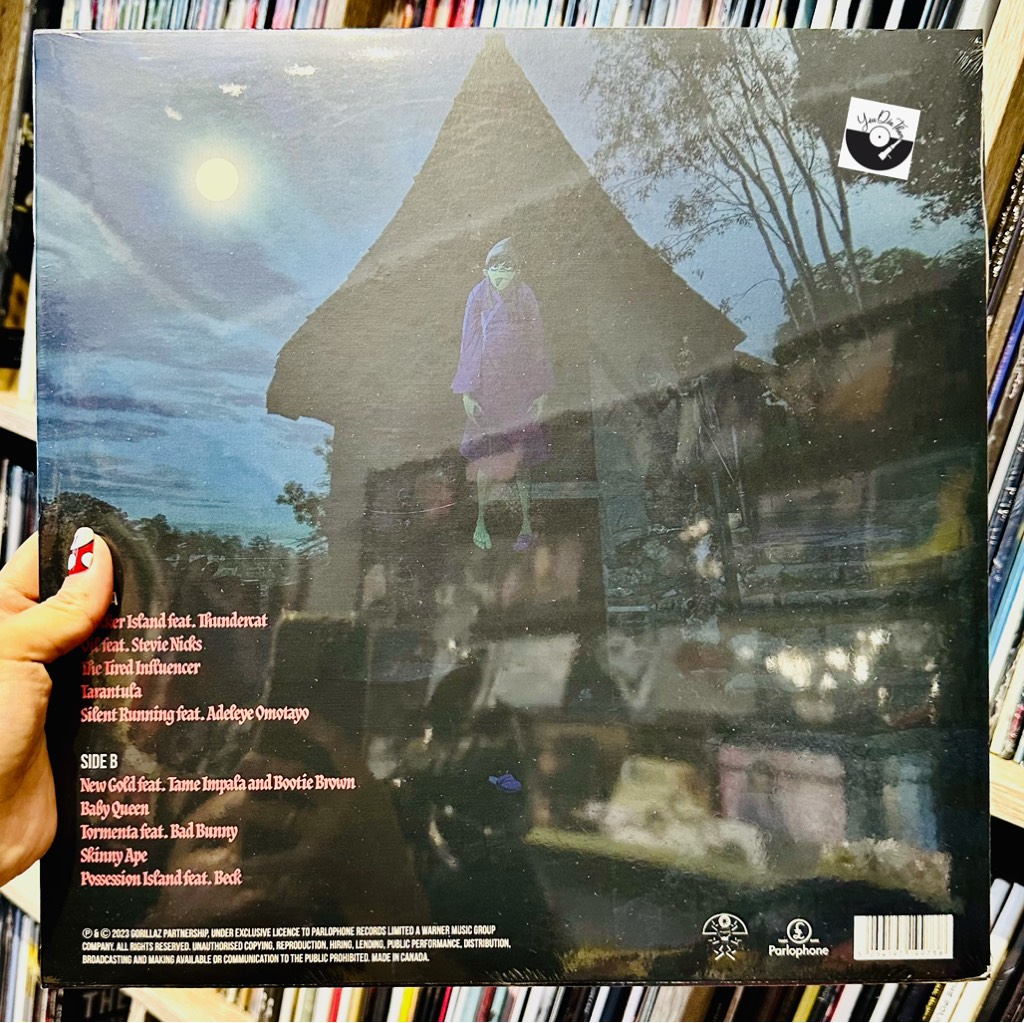 ker Island feat. Thundercat
feat. Stevie Nicks
The Tired Influencer
Tarantula
Silent Running feat. Adeleye Omotayo
SIDE B
New Gold feat. Tame Impala and Bootie Brown
Baby Queen
Tormenta feat. Bad Bunny
Skinny Ape
Possession Island feat. Beck
℗ & © 2023 GORILLAZ PARTNERSHIP, UNDER EXCLUSIVE LICENCE TO PARLOPHONE RECORDS LIMITED A WARNER MUSIC GROUP
COMPANY. ALL RIGHTS RESERVED. UNAUTHORISED COPYING, REPRODUCTION, HIRING, LENDING, PUBLIC PERFORMANCE, DISTRIBUTION,
BROADCASTING AND MAKING AVAILABLE OR COMMUNICATION TO THE PUBLIC PROHIBITED. MADE IN CANADA.
Parlophone